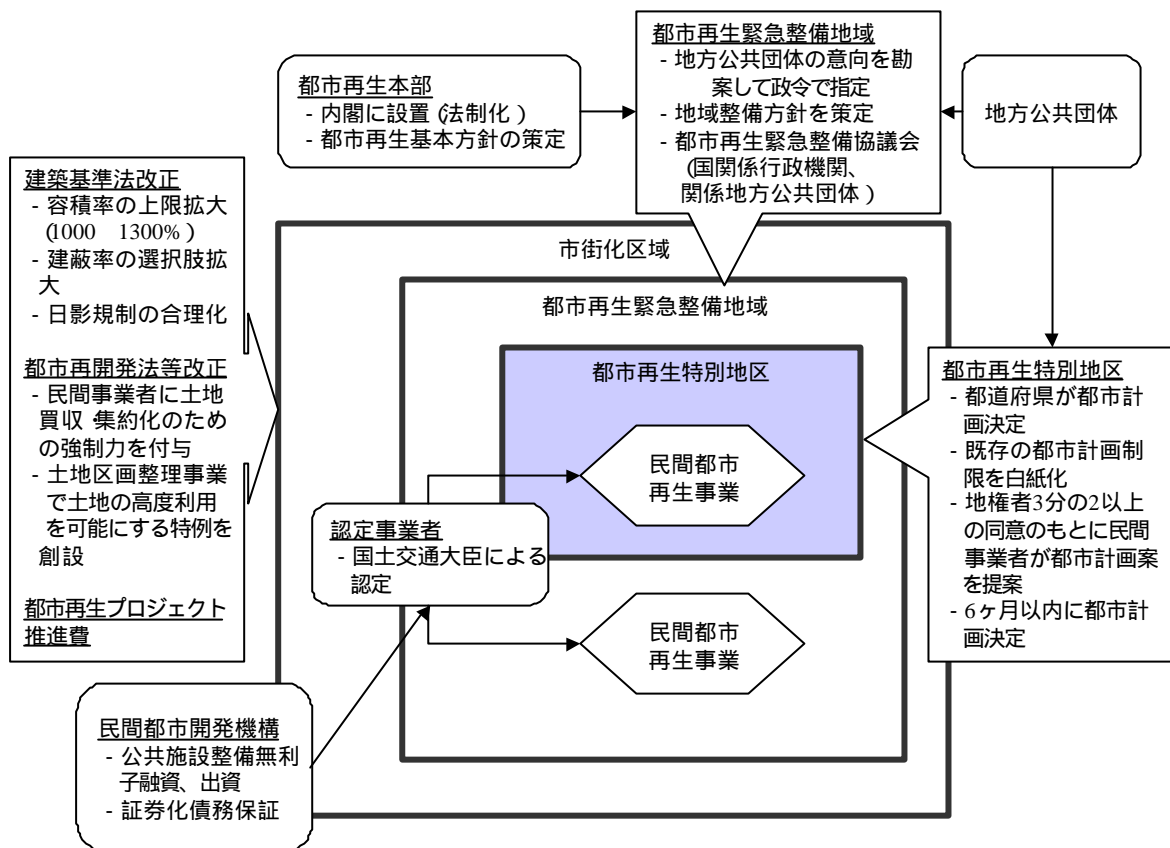 都市再生緊急整備地域
- 地方公共団体の意向を勘
案して政令で指定
- 地域整備方針を策定
- 都市再生緊急整備協議会
(国関係行政機関、
関係地方公共団体)
都市再生本部
- 内閣に設置(法制化)
- 都市再生基本方針の策定
地方公共団体
建築基準法改正
- 容積率の上限拡大
(1000 1300%)
- 建蔽率の選択肢拡
大
- 日影規制の合理化
都市再開発法等改正
- 民間事業者に土地
買収・集約化のため
の強制力を付与
- 土地区画整理事業
で土地の高度利用
を可能にする特例を
創設
都市再生プロジェクト
推進費
市街化区域
都市再生緊急整備地域
都市再生特別地区
民間都市
再生事業
認定事業者
- 国土交通大臣による
認定
民間都市
再生事業
都市再生特別地区
- 都道府県が都市計
画決定
- 既存の都市計画制
限を白紙化
- 地権者3分の2以上
の同意のもとに民間
事業者が都市計画案
を提案
- 6ヶ月以内に都市計
画決定
民間都市開発機構
- 公共施設整備無利
子融資、出資
- 証券化債務保証